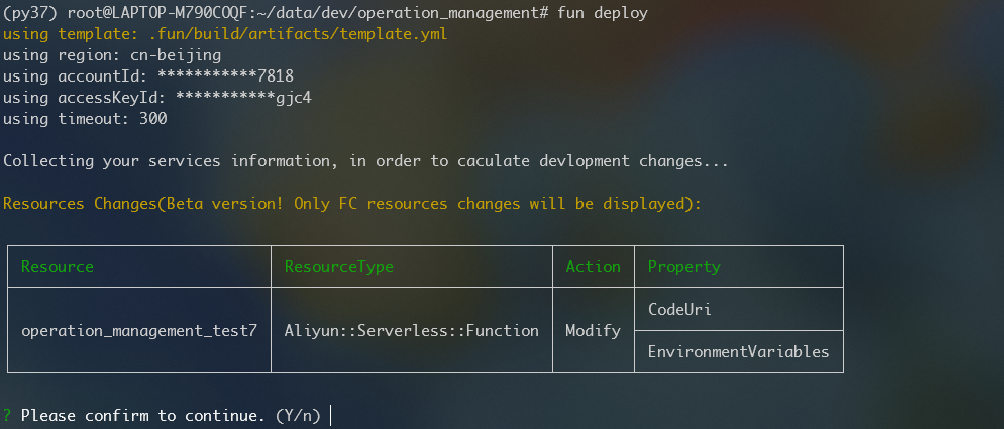 (py37) root@LAPTOP-M790COQF:~/data/dev/operation_management# fun deploy
using template: .fun/build/artifacts/template.yml
using region: cn-beijing
using accountId: ***********7818
using accessKeyId: ***********gjc4
using timeout: 300
Collecting your services information, in order to caculate devlopment changes...
Resources Changes(Beta version! Only FC resources changes will be displayed):
Resource ResourceType Action Property
operation_management_test7 Aliyun::Serverless::Function Modify CodeUri
EnvironmentVariables
? Please confirm to continue. (Y/n)